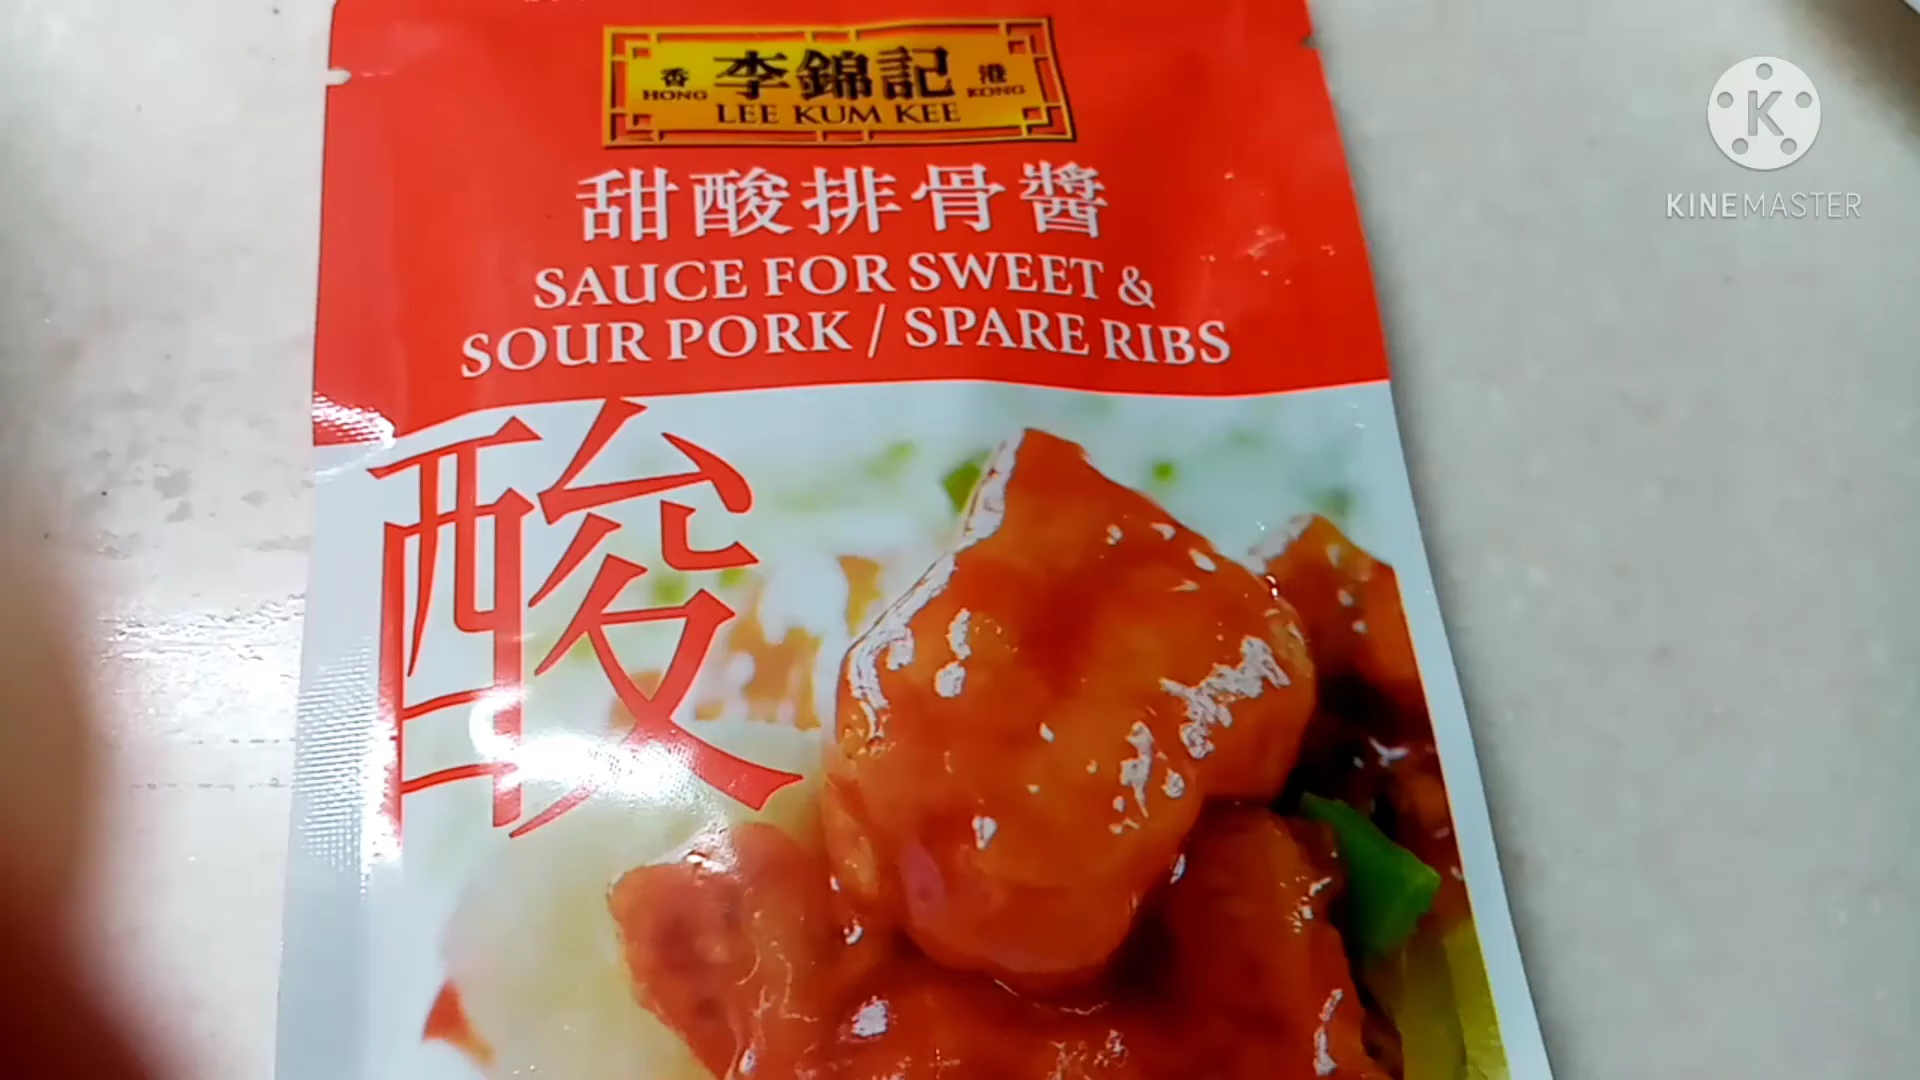 香 李錦記 港
HONG LEE KUM KEE KONG
甜酸排骨醬
SAUCE FOR SWEET &
SOUR PORK / SPARE RIBS
酸
K
KINEMASTER